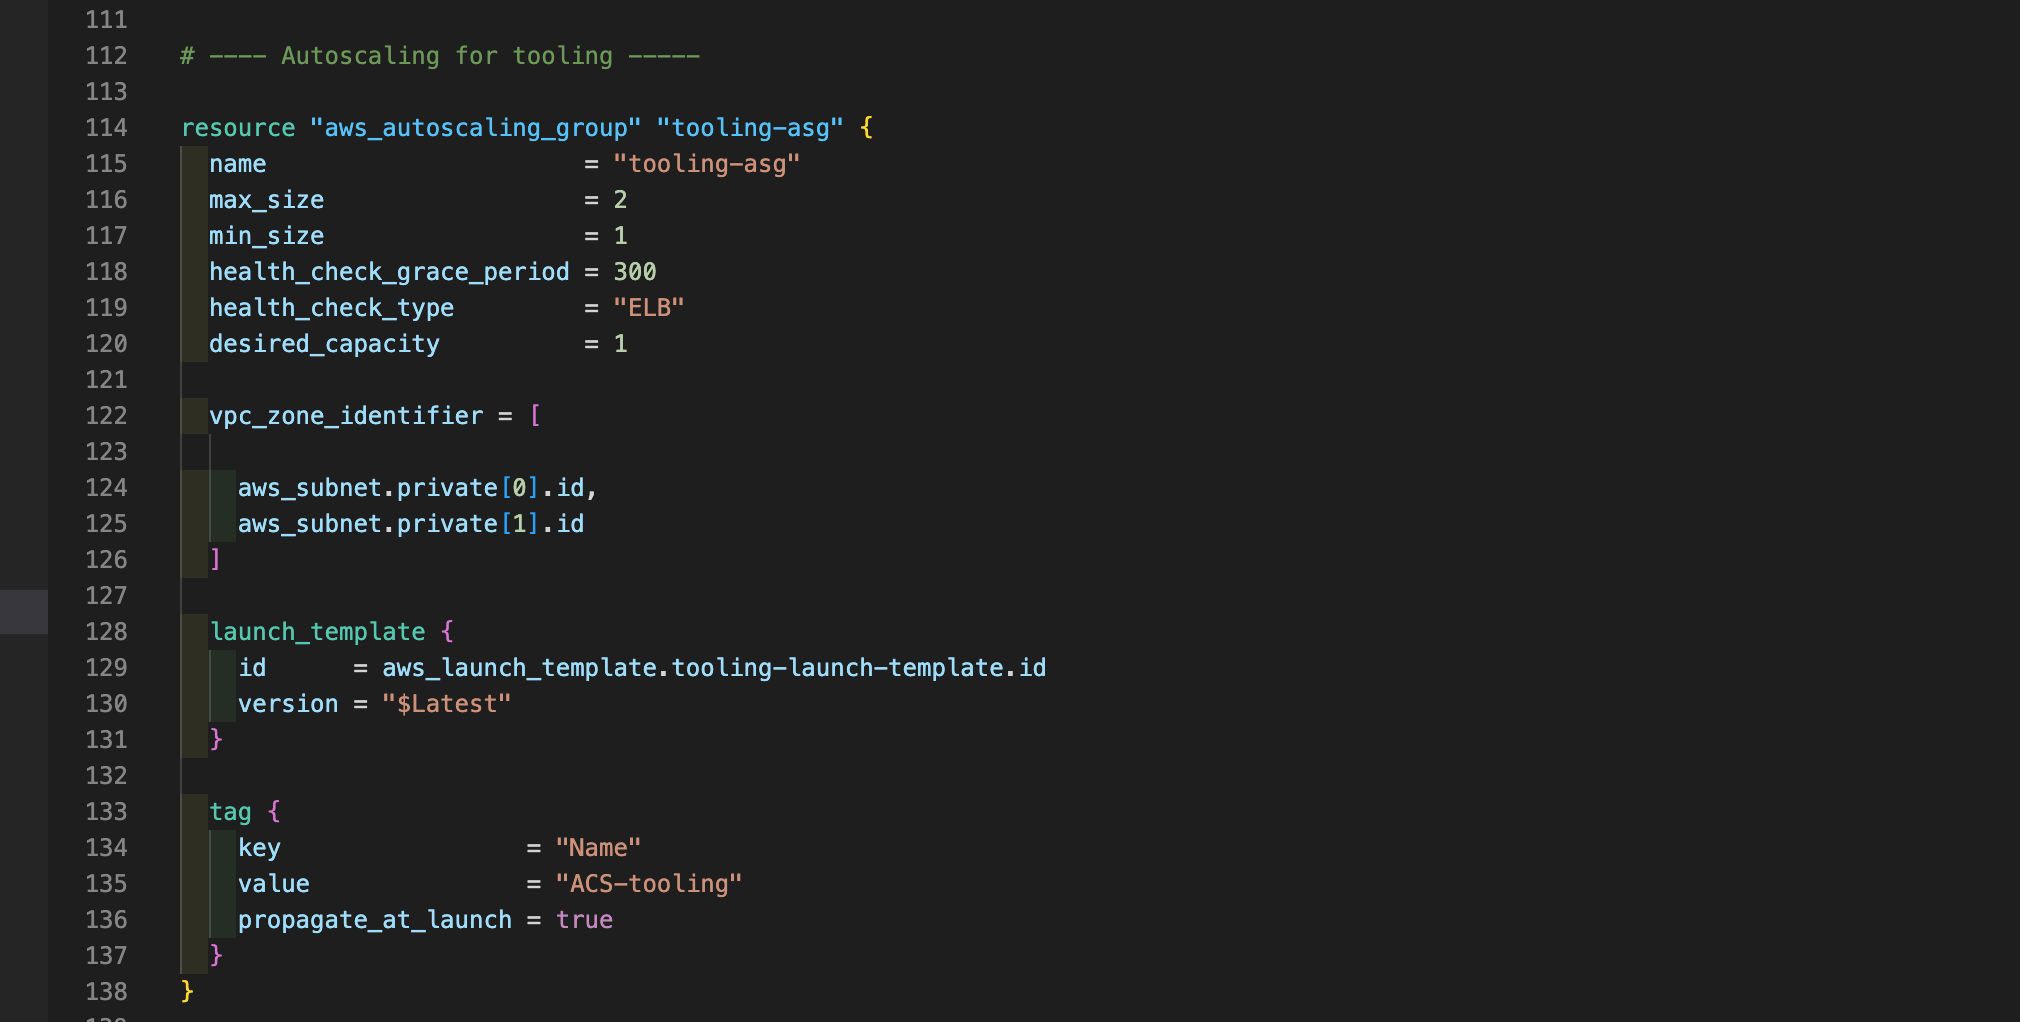 111
112 # ---- Autoscaling for tooling -----
113
114 resource "aws_autoscaling_group" "tooling-asg" {
115   name                      = "tooling-asg"
116   max_size                  = 2
117   min_size                  = 1
118   health_check_grace_period = 300
119   health_check_type         = "ELB"
120   desired_capacity          = 1
121
122   vpc_zone_identifier = [
123
124     aws_subnet.private[0].id,
125     aws_subnet.private[1].id
126   ]
127
128   launch_template {
129     id      = aws_launch_template.tooling-launch-template.id
130     version = "$Latest"
131   }
132
133   tag {
134     key                 = "Name"
135     value               = "ACS-tooling"
136     propagate_at_launch = true
137   }
138 }